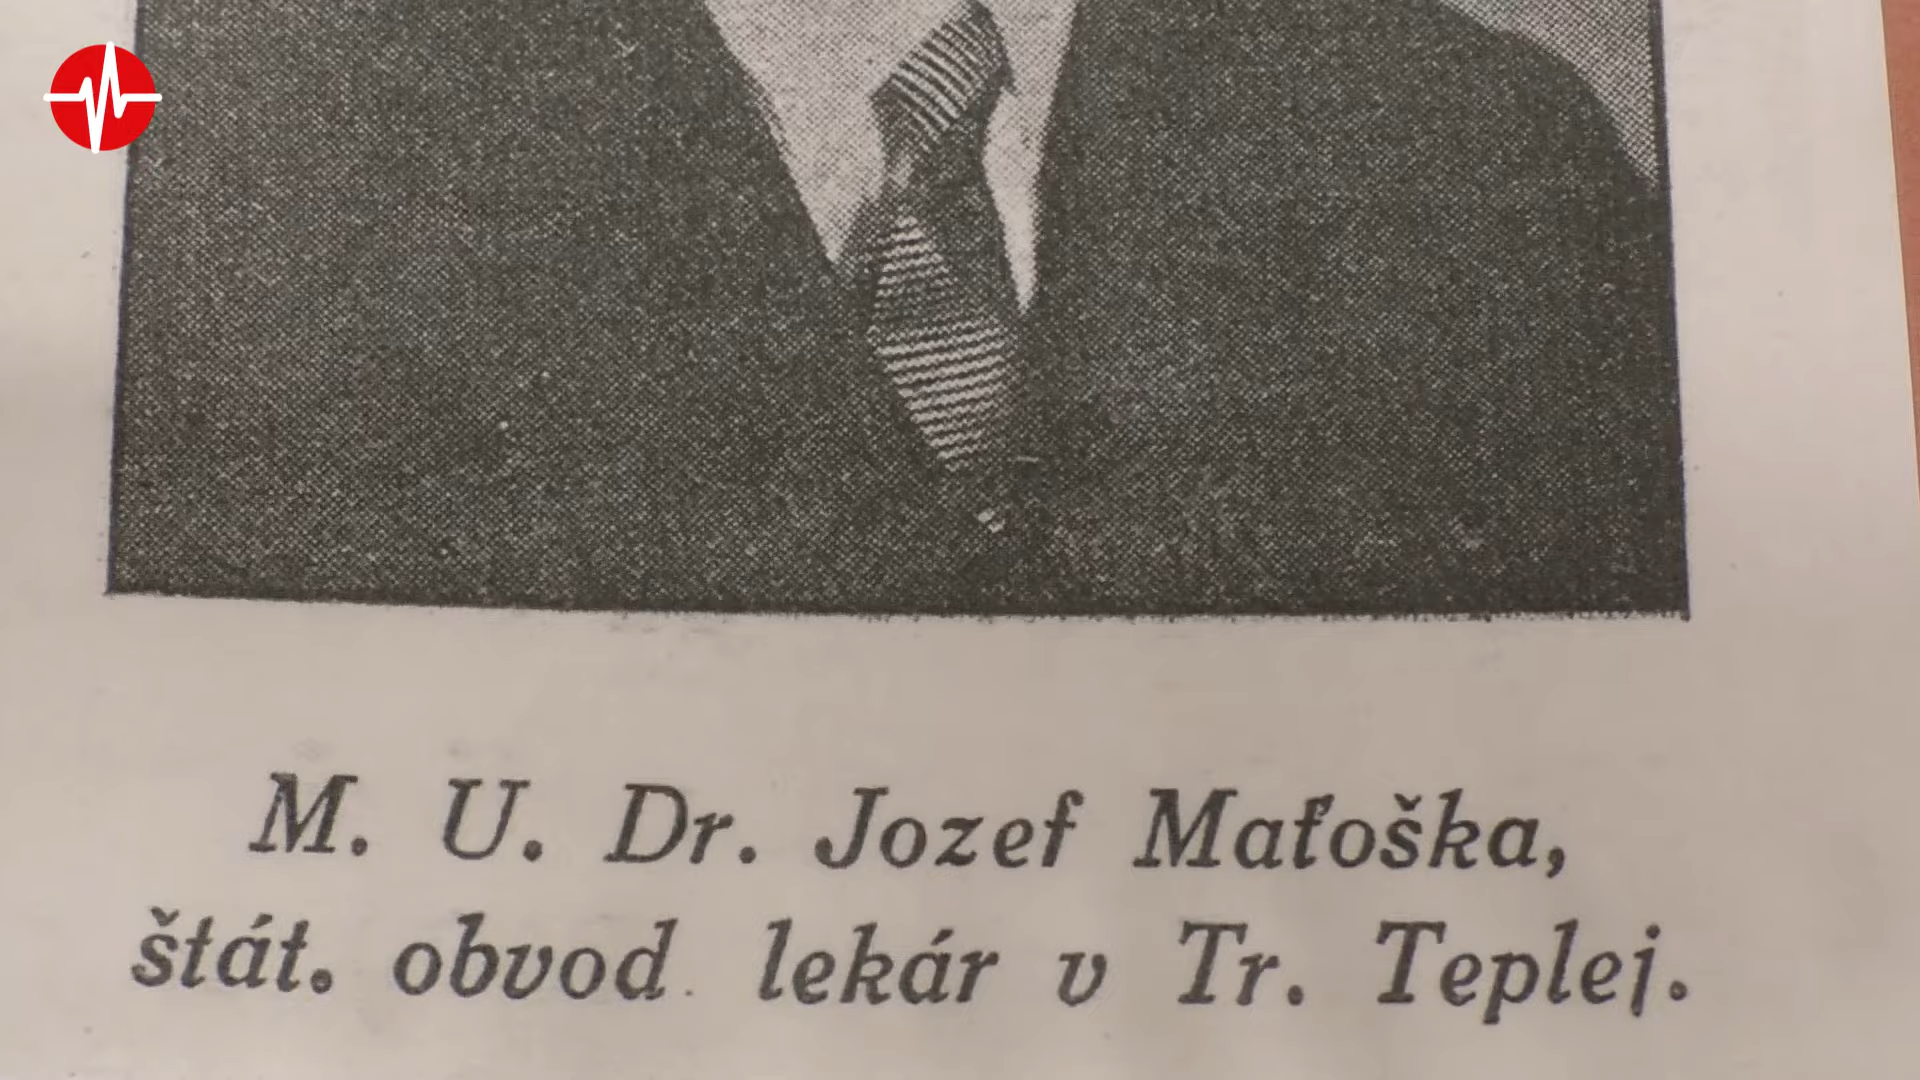 M. U. Dr. Jozef Maťoška,
štát. obvod. lekár v Tr. Teplej.